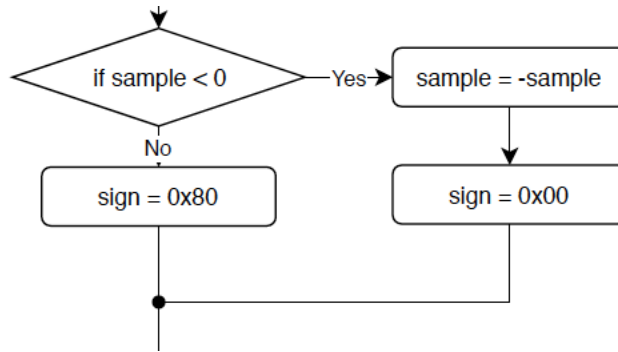 if sample < 0
Yes
sample = -sample
No
sign = 0x80
sign = 0x00